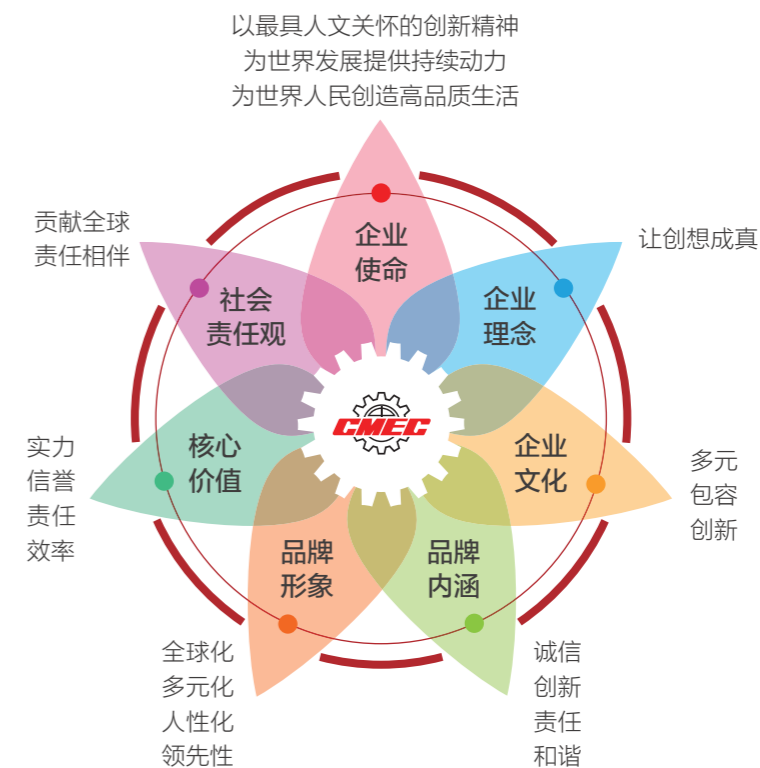 以最具人文关怀的创新精神
为世界发展提供持续动力
为世界人民创造高品质生活
企业
使命
让创想成真
企业
理念
多元
包容
创新
企业
文化
诚信
创新
责任
和谐
品牌
内涵
全球化
多元化
人性化
领先性
品牌
形象
实力
信誉
责任
效率
核心
价值
贡献全球
责任相伴
社会
责任观
CMEC